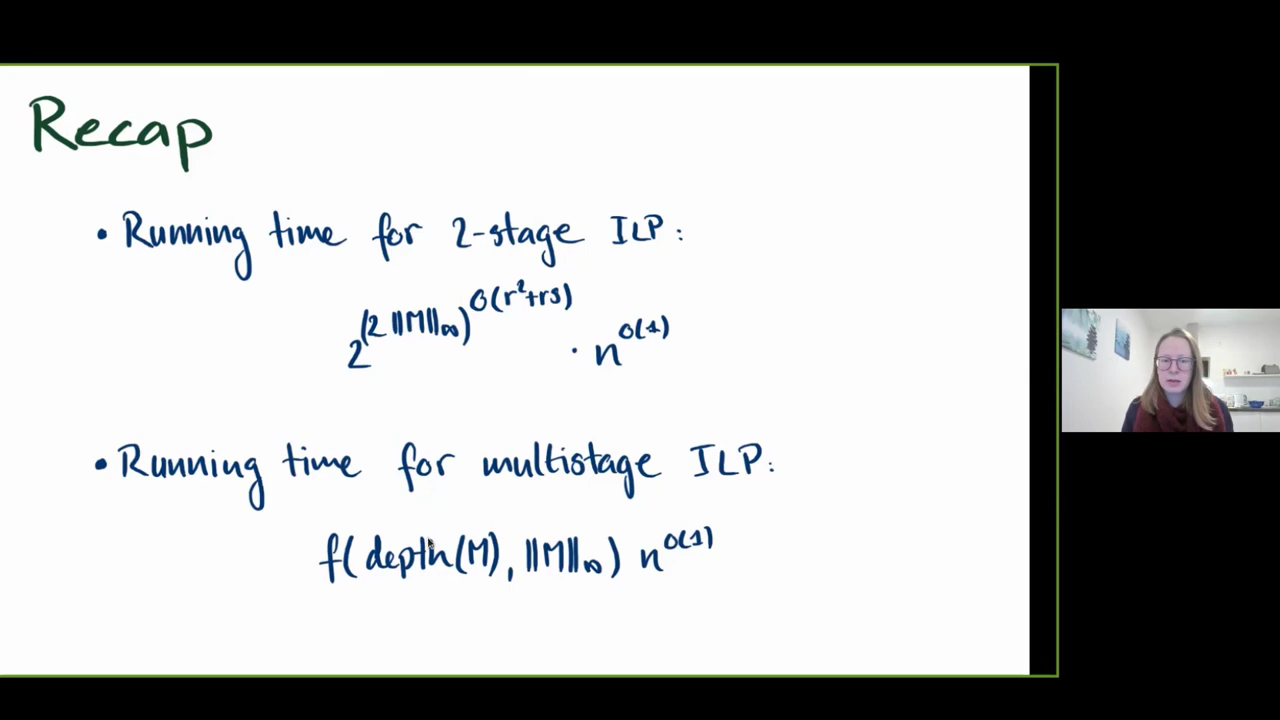 Recap
• Running time for 2-stage ILP:
2^(2 ||M||∞)^O(r²+rs) · n^O(1)
• Running time for multistage ILP:
f(depth(M), ||M||∞) n^O(1)